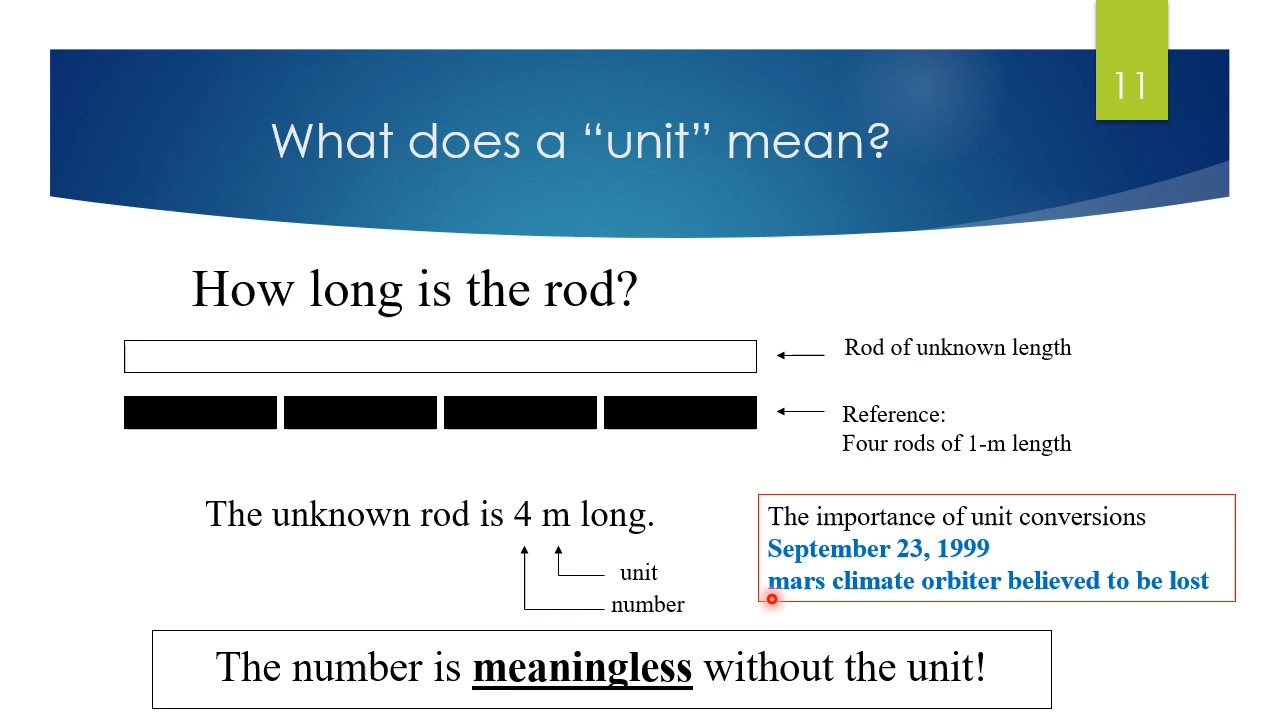 11
What does a “unit” mean?
How long is the rod?
Rod of unknown length
Reference:
Four rods of 1-m length
The unknown rod is 4 m long.
unit
number
The importance of unit conversions
September 23, 1999
mars climate orbiter believed to be lost
The number is meaningless without the unit!